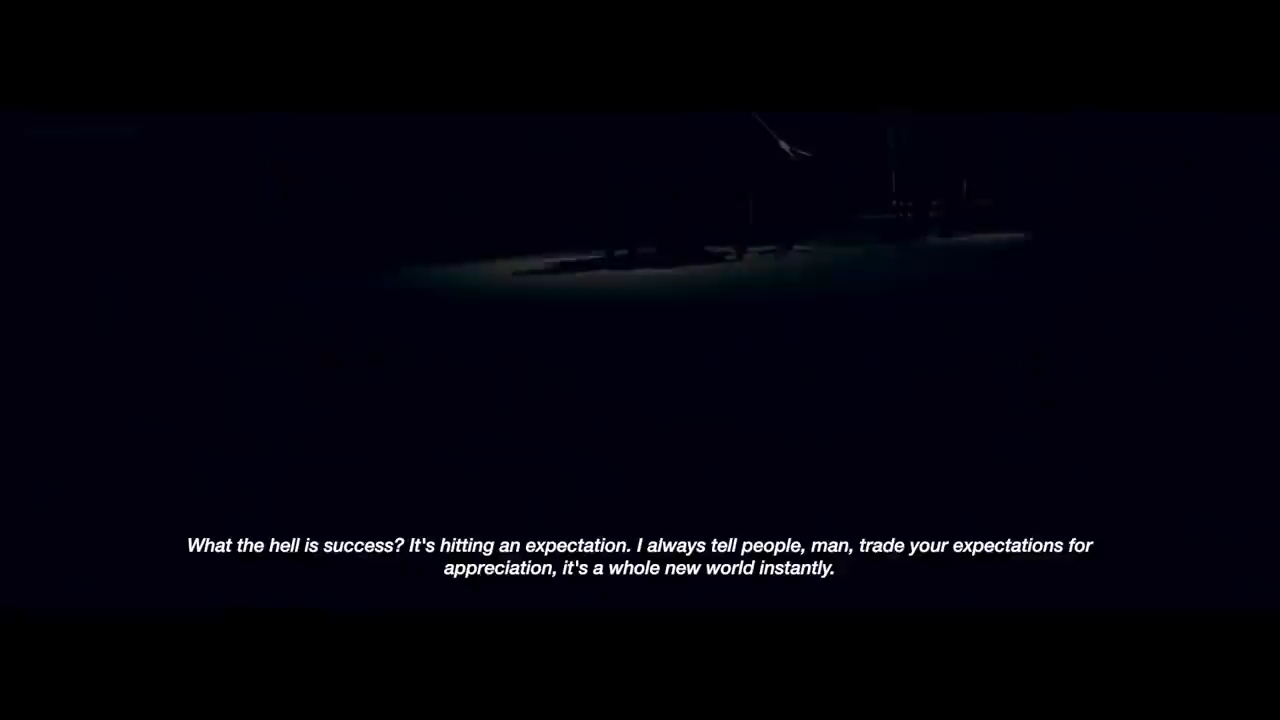 What the hell is success? It's hitting an expectation. I always tell people, man, trade your expectations for
appreciation, it's a whole new world instantly.